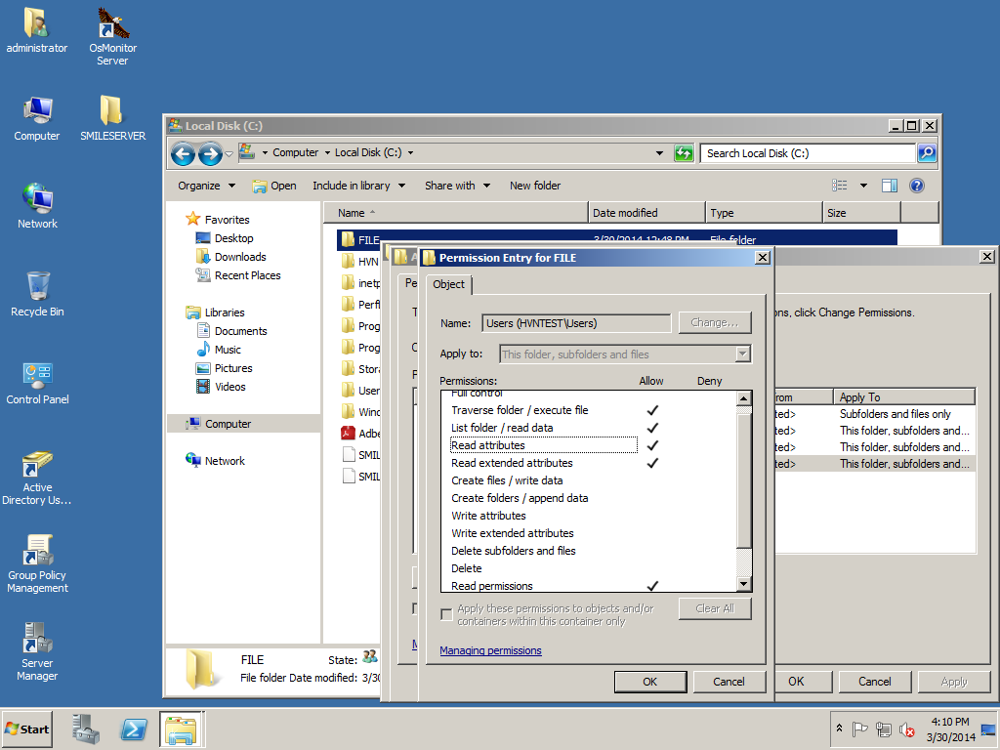 administrator
OsMonitor
Server
Computer
SMILESERVER
Network
Recycle Bin
Control Panel
Active
Directory Us...
Group Policy
Management
Server
Manager
Local Disk (C:)
Computer
Local Disk (C:)
Search Local Disk (C:)
Organize
Open
Include in library
Share with
New folder
Favorites
Desktop
Downloads
Recent Places
Libraries
Documents
Music
Pictures
Videos
Computer
Network
Name
Date modified
Type
Size
FILE
3/30/2014 12:48 PM
File folder
HVN
inetp
Perfl
Prog
Prog
Stora
User
Wind
Adbe
SMIL
SMIL
FILE
State:
File folder Date modified: 3/30
Permission Entry for FILE
Object
Name:
Users (HVNTEST\Users)
Change...
Apply to:
This folder, subfolders and files
Permissions:
Allow
Deny
Full control
Traverse folder / execute file
List folder / read data
Read attributes
Read extended attributes
Create files / write data
Create folders / append data
Write attributes
Write extended attributes
Delete subfolders and files
Delete
Read permissions
Apply these permissions to objects and/or
containers within this container only
Clear All
Managing permissions
OK
Cancel
ons, click Change Permissions.
rom
Apply To
ted>
Subfolders and files only
ted>
This folder, subfolders and...
ted>
This folder, subfolders and...
ted>
This folder, subfolders and...
OK
Cancel
Apply
Start
4:10 PM
3/30/2014